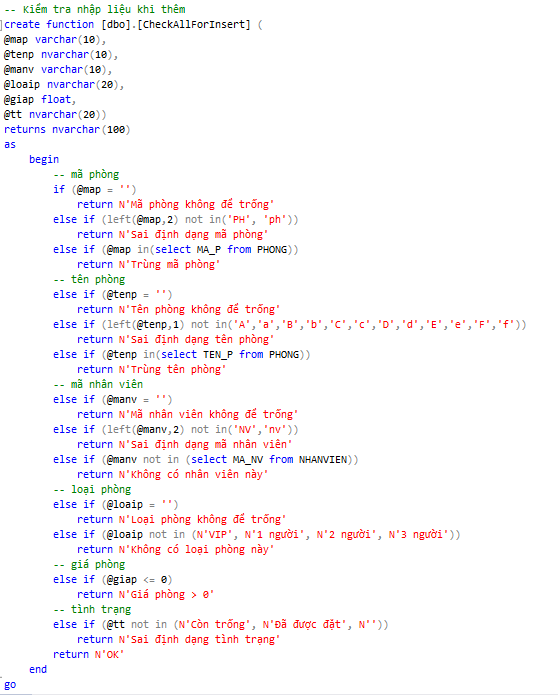 -- Kiểm tra nhập liệu khi thêm
create function [dbo].[CheckAllForInsert] (
@map varchar(10),
@tenp nvarchar(10),
@manv varchar(10),
@loaip nvarchar(20),
@giap float,
@tt nvarchar(20))
returns nvarchar(100)
as
begin
-- mã phòng
if (@map = '')
return N'Mã phòng không để trống'
else if (left(@map,2) not in('PH', 'ph'))
return N'Sai định dạng mã phòng'
else if (@map in(select MA_P from PHONG))
return N'Trùng mã phòng'
-- tên phòng
else if (@tenp = '')
return N'Tên phòng không để trống'
else if (left(@tenp,1) not in('A','a','B','b','C','c','D','d','E','e','F','f'))
return N'Sai định dạng tên phòng'
else if (@tenp in(select TEN_P from PHONG))
return N'Trùng tên phòng'
-- mã nhân viên
else if (@manv = '')
return N'Mã nhân viên không để trống'
else if (left(@manv,2) not in('NV','nv'))
return N'Sai định dạng mã nhân viên'
else if (@manv not in (select MA_NV from NHANVIEN))
return N'Không có nhân viên này'
-- loại phòng
else if (@loaip = '')
return N'Loại phòng không để trống'
else if (@loaip not in (N'VIP', N'1 người', N'2 người', N'3 người'))
return N'Không có loại phòng này'
-- giá phòng
else if (@giap <= 0)
return N'Giá phòng > 0'
-- tình trạng
else if (@tt not in (N'Còn trống', N'Đã được đặt', N''))
return N'Sai định dạng tình trạng'
return N'OK'
end
go